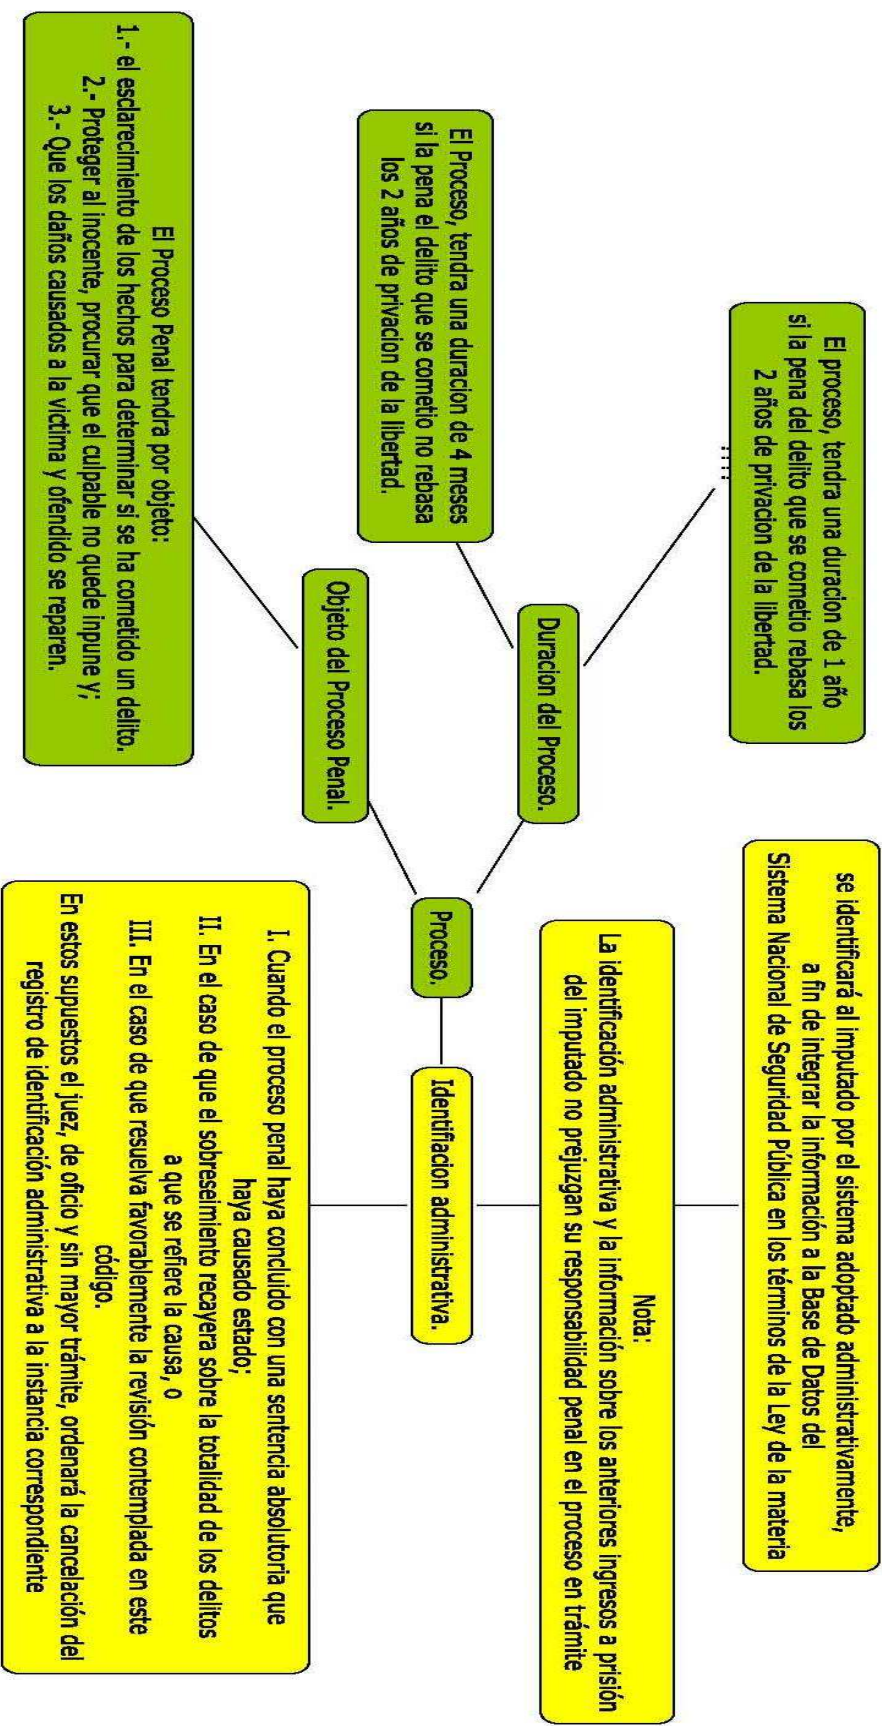 El proceso, tendra una duracion de 1 año
si la pena del delito que se cometio rebasa los
2 años de privacion de la libertad.
....
El Proceso, tendra una duracion de 4 meses
si la pena el delito que se cometio no rebasa
los 2 años de privacion de la libertad.
Duracion del Proceso.
Objeto del Proceso Penal.
El Proceso Penal tendra por objeto:
1.- el esclarecimiento de los hechos para determinar si se ha cometido un delito.
2.- Proteger al inocente, procurar que el culpable no quede inpune y;
3.- Que los daños causados a la victima y ofendido se reparen.
Proceso.
Identifiacion administrativa.
se identificará al imputado por el sistema adoptado administrativamente,
a fin de integrar la información a la Base de Datos del
Sistema Nacional de Seguridad Pública en los términos de la Ley de la materia
Nota:
La identificación administrativa y la información sobre los anteriores ingresos a prisión
del imputado no prejuzgan su responsabilidad penal en el proceso en trámite
I. Cuando el proceso penal haya concluido con una sentencia absolutoria que
haya causado estado;
II. En el caso de que el sobreseimiento recayera sobre la totalidad de los delitos
a que se refiere la causa, o
III. En el caso de que resuelva favorablemente la revisión contemplada en este
código.
En estos supuestos el juez, de oficio y sin mayor trámite, ordenará la cancelación del
registro de identificación administrativa a la instancia correspondiente